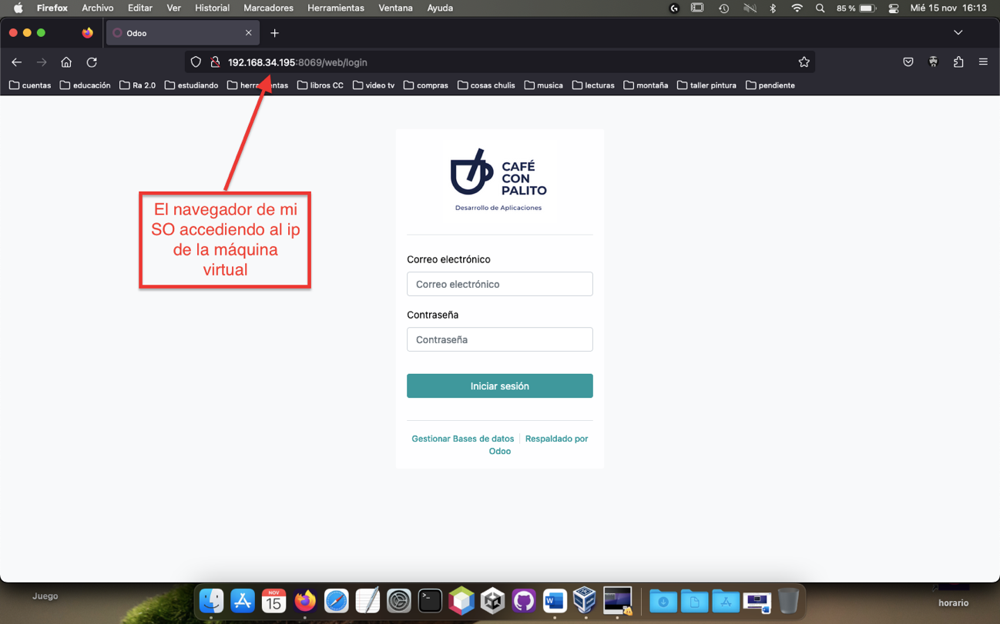 Firefox Archivo Editar Ver Historial Marcadores Herramientas Ventana Ayuda 85 % Mié 15 nov 16:13
Odoo
192.168.34.195:8069/web/login
cuentas educación Ra 2.0 estudiando libros CC video tv compras cosas chulis musica lecturas montaña taller pintura pendiente
CAFÉ
CON
PALITO
Desarrollo de Aplicaciones
El navegador de mi
SO accediendo al ip
de la máquina
virtual
Correo electrónico
Correo electrónico
Contraseña
Contraseña
Iniciar sesión
Gestionar Bases de datos Respaldado por
Odoo
Juego
NOV
15
W
horario